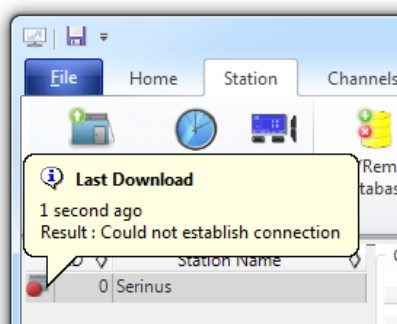 File Home Station Channels
Last Download
1 second ago
Result : Could not establish connection
Station Name
0 Serinus